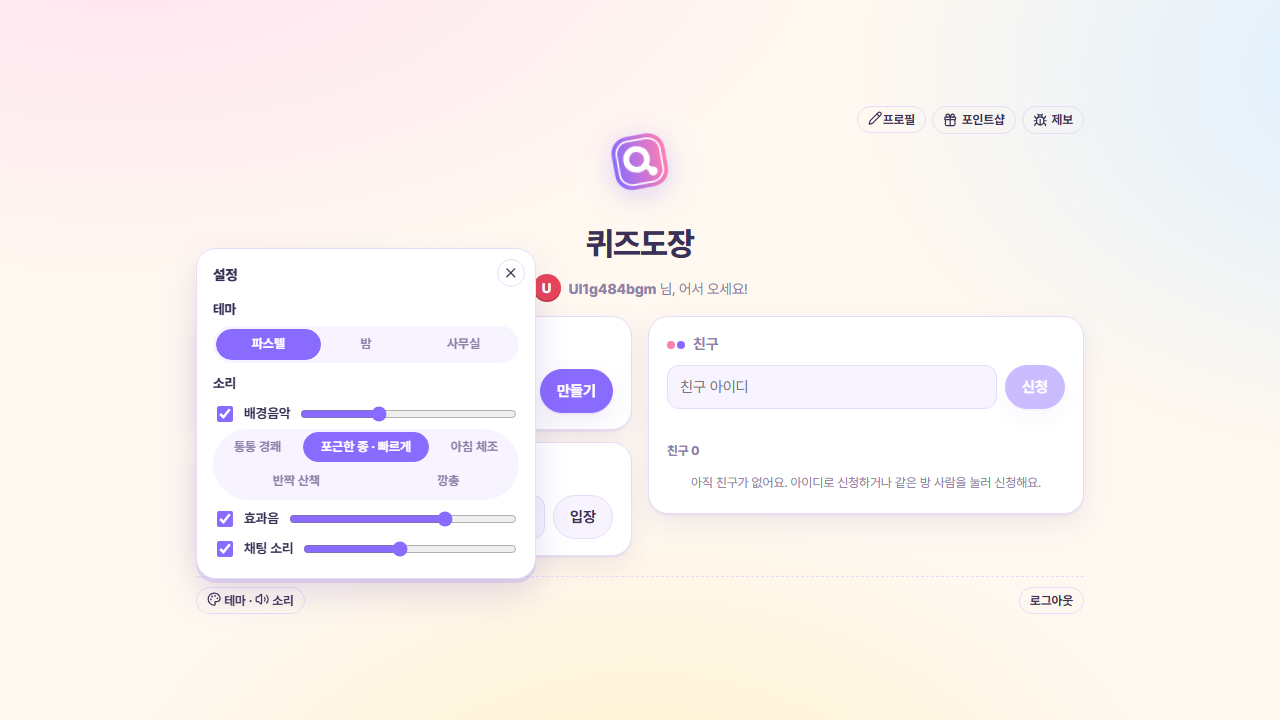 프로필
포인트샵
제보
퀴즈도장
U
Ul1g484bgm 님, 어서 오세요!
설정
테마
파스텔
밤
사무실
소리
배경음악
통통 경쾌
포근한 종 · 빠르게
아침 체조
반짝 산책
깡총
효과음
채팅 소리
만들기
입장
친구
친구 아이디
신청
친구 0
아직 친구가 없어요. 아이디로 신청하거나 같은 방 사람을 눌러 신청해요.
테마 · 소리
로그아웃